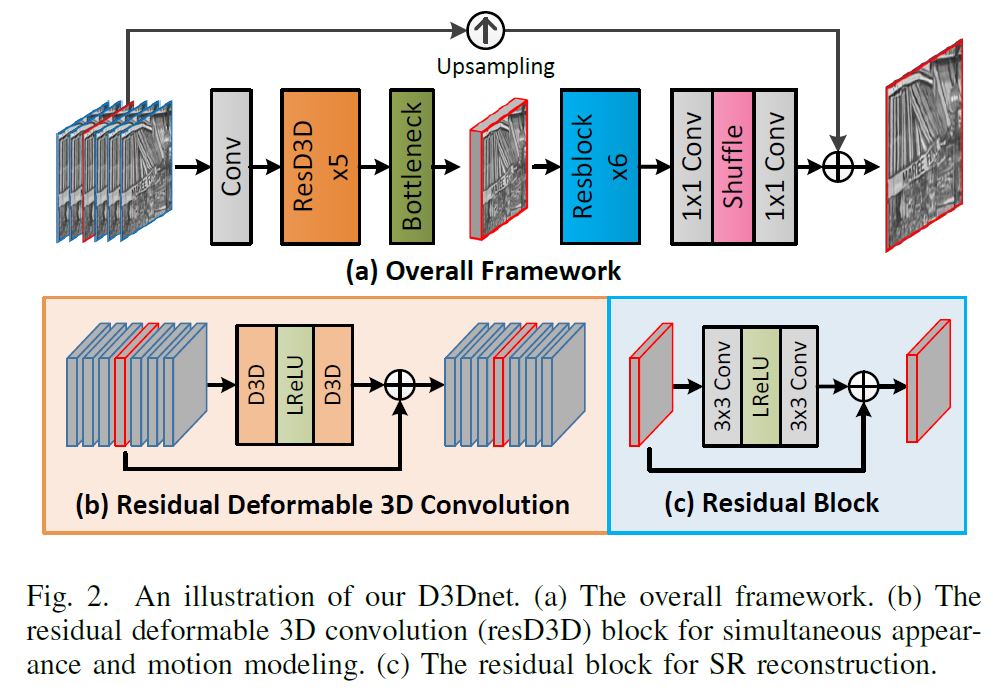 Upsampling
Conv
ResD3D
x5
Bottleneck
Resblock
x6
1x1 Conv
Shuffle
1x1 Conv
(a) Overall Framework
D3D
LReLU
D3D
(b) Residual Deformable 3D Convolution
3x3 Conv
LReLU
3x3 Conv
(c) Residual Block
Fig. 2. An illustration of our D3Dnet. (a) The overall framework. (b) The
residual deformable 3D convolution (resD3D) block for simultaneous appear-
ance and motion modeling. (c) The residual block for SR reconstruction.